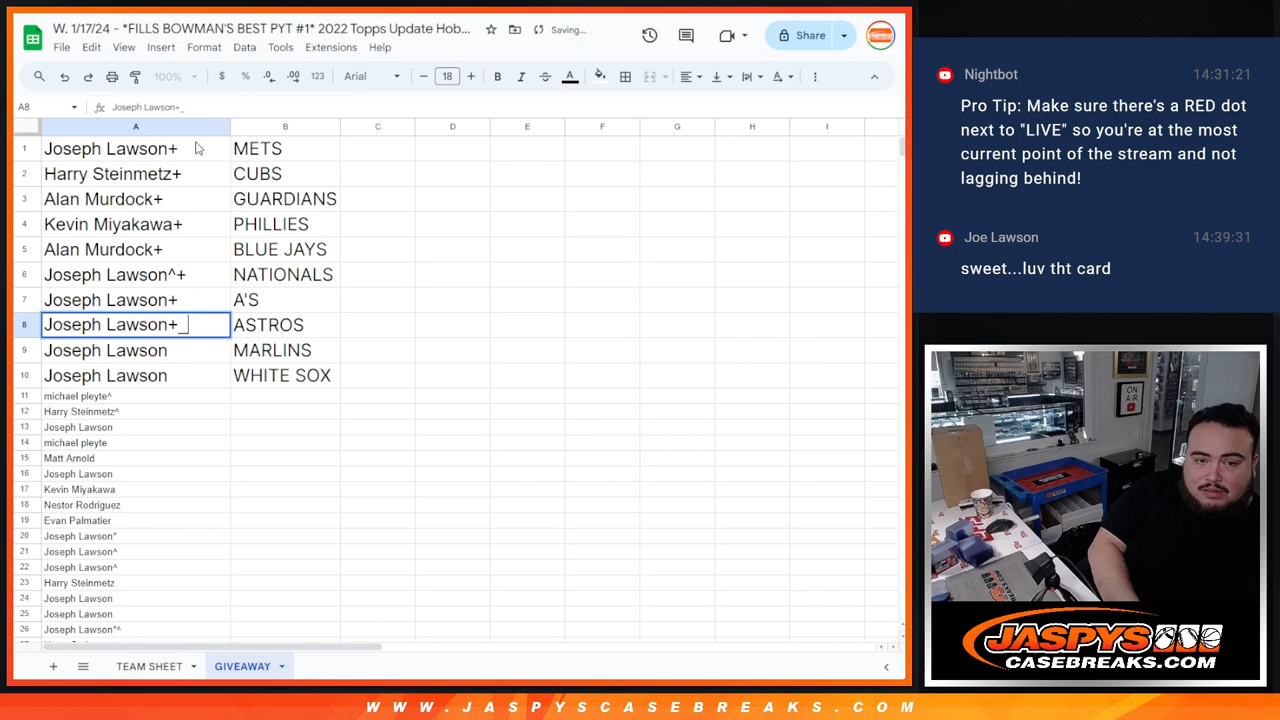 W. 1/17/24 - *FILLS BOWMAN'S BEST PYT #1* 2022 Topps Update Hob...
Saving...
File Edit View Insert Format Data Tools Extensions Help
Share
100% $ % .0 .00 123 Arial 18 B I A
A8 fx Joseph Lawson+_
A B C D E F G H I
1 Joseph Lawson+ METS
2 Harry Steinmetz+ CUBS
3 Alan Murdock+ GUARDIANS
4 Kevin Miyakawa+ PHILLIES
5 Alan Murdock+ BLUE JAYS
6 Joseph Lawson^+ NATIONALS
7 Joseph Lawson+ A'S
8 Joseph Lawson+_ ASTROS
9 Joseph Lawson MARLINS
10 Joseph Lawson WHITE SOX
11 michael pleyte^
12 Harry Steinmetz^
13 Joseph Lawson
14 michael pleyte
15 Matt Arnold
16 Joseph Lawson
17 Kevin Miyakawa
18 Nestor Rodriguez
19 Evan Palmatier
20 Joseph Lawson*
21 Joseph Lawson^
22 Joseph Lawson^
23 Harry Steinmetz
24 Joseph Lawson
25 Joseph Lawson
26 Joseph Lawson*^
TEAM SHEET GIVEAWAY
Nightbot 14:31:21
Pro Tip: Make sure there's a RED dot
next to "LIVE" so you're at the most
current point of the stream and not
lagging behind!
Joe Lawson 14:39:31
sweet...luv tht card
ON
AIR
JASPYS
CASEBREAKS.COM
WWW.JASPYSCASEBREAKS.COM